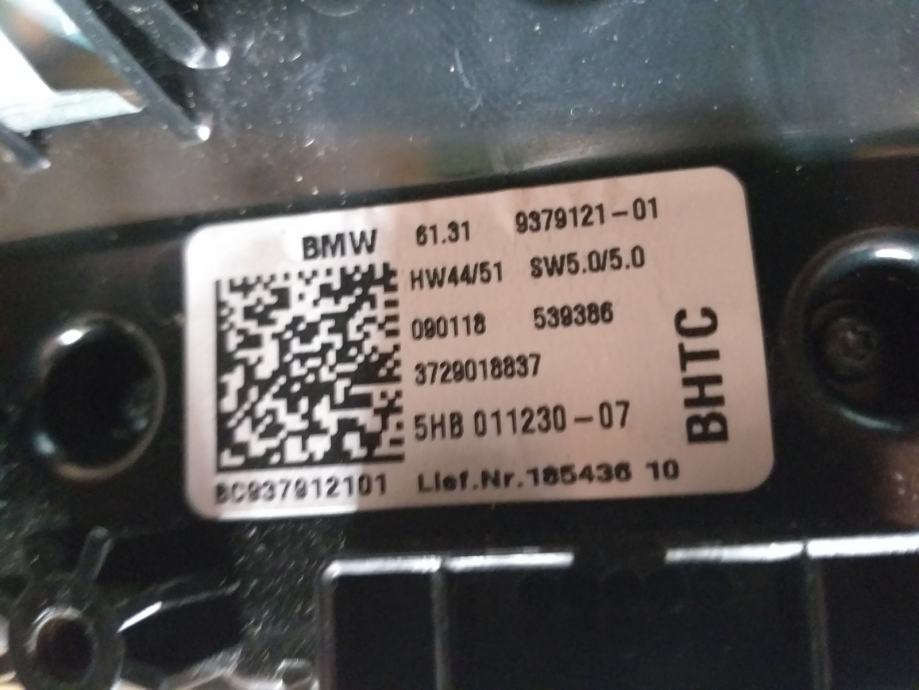 BMW 61.31 9379121-01
HW44/51 SW5.0/5.0
090118 539386
3729018837
5HB 011230-07
8C937912101 Lief.Nr.185436 10
BHTC